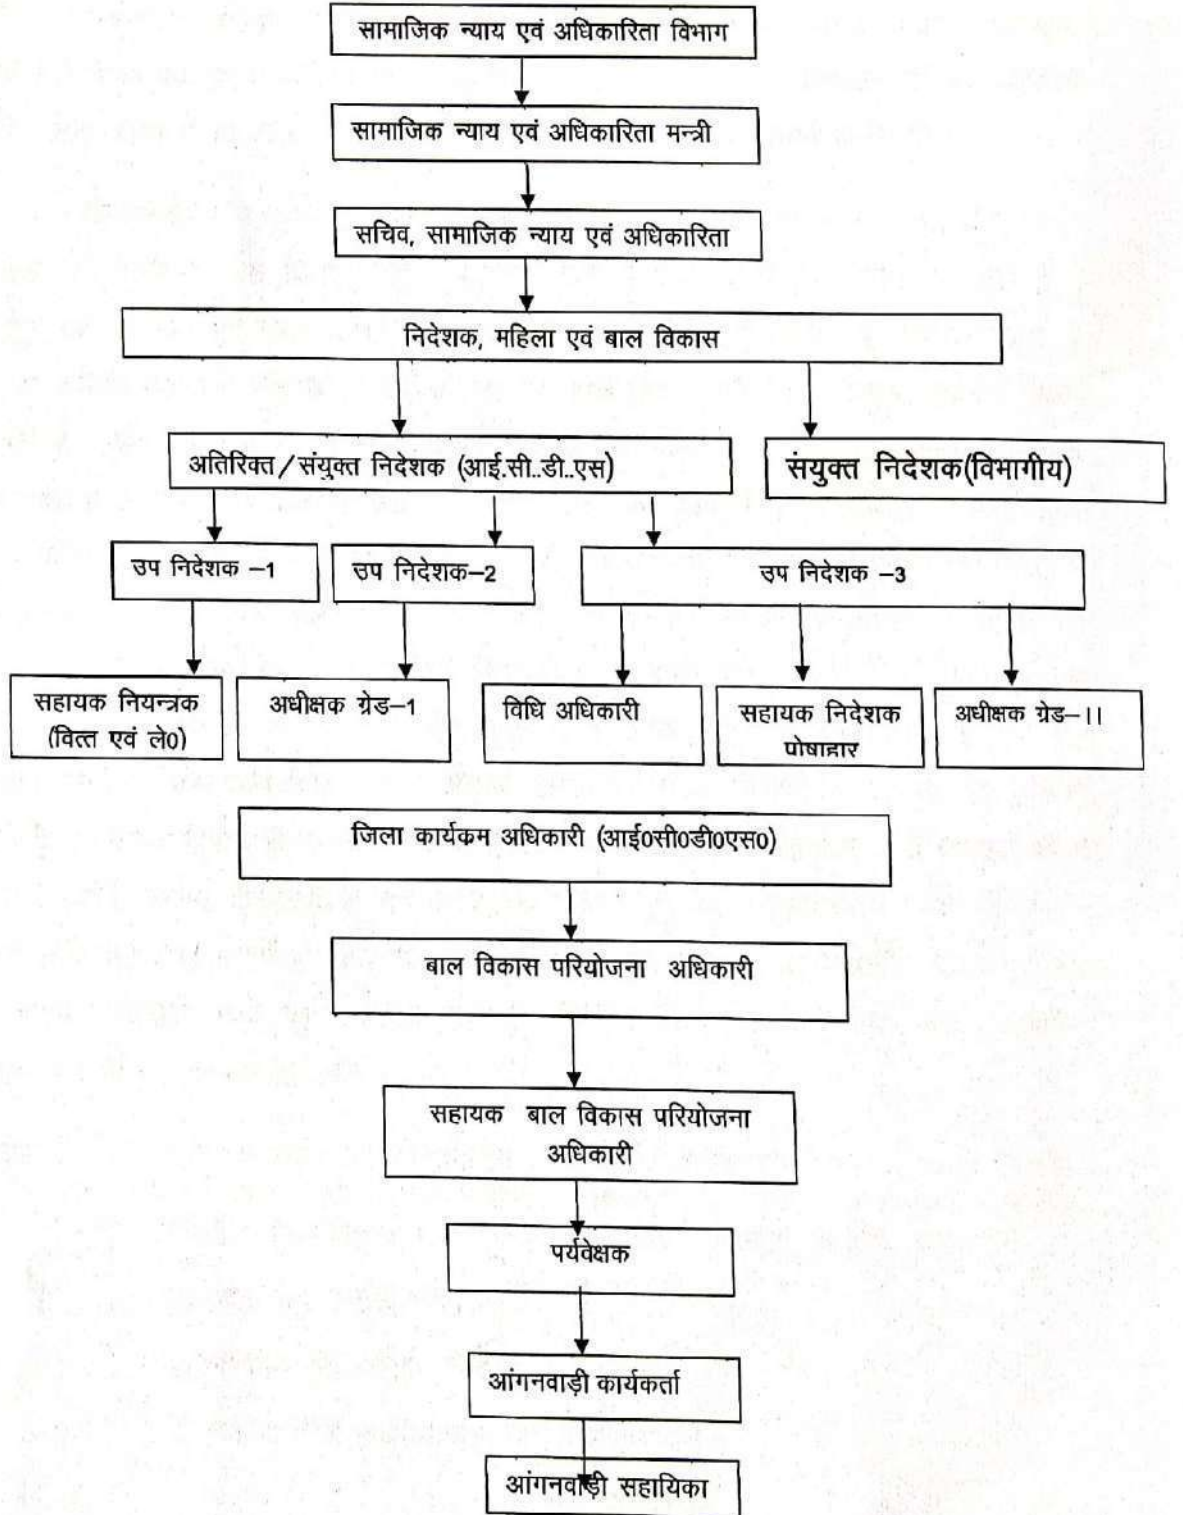 सामाजिक न्याय एवं अधिकारिता विभाग
सामाजिक न्याय एवं अधिकारिता मन्त्री
सचिव, सामाजिक न्याय एवं अधिकारिता
निदेशक, महिला एवं बाल विकास
अतिरिक्त/संयुक्त निदेशक (आई.सी..डी..एस)
संयुक्त निदेशक(विभागीय)
उप निदेशक –1
उप निदेशक–2
उप निदेशक –3
सहायक नियन्त्रक
(वित्त एवं ले0)
अधीक्षक ग्रेड–1
विधि अधिकारी
सहायक निदेशक
पोषाहार
अधीक्षक ग्रेड–।।
जिला कार्यकम अधिकारी (आई0सी0डी0एस0)
बाल विकास परियोजना अधिकारी
सहायक बाल विकास परियोजना
अधिकारी
पर्यवेक्षक
आंगनवाड़ी कार्यकर्ता
आंगनवाड़ी सहायिका